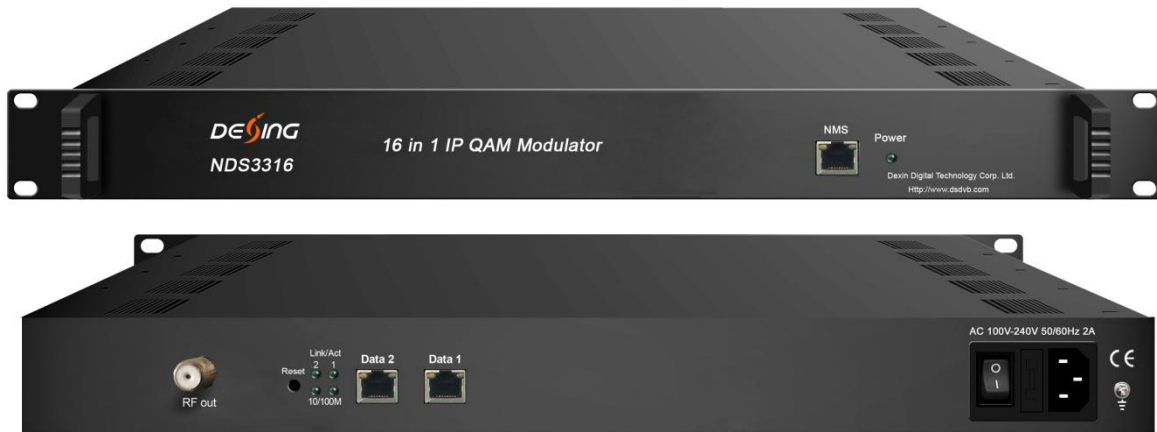 DESING
NDS3316
16 in 1 IP QAM Modulator
NMS
Power
Dexin Digital Technology Corp. Ltd.
Http://www.dsdvb.com
RF out
Reset
Link/Act
2 1
10/100M
Data 2
Data 1
AC 100V-240V 50/60Hz 2A
O
I
CE